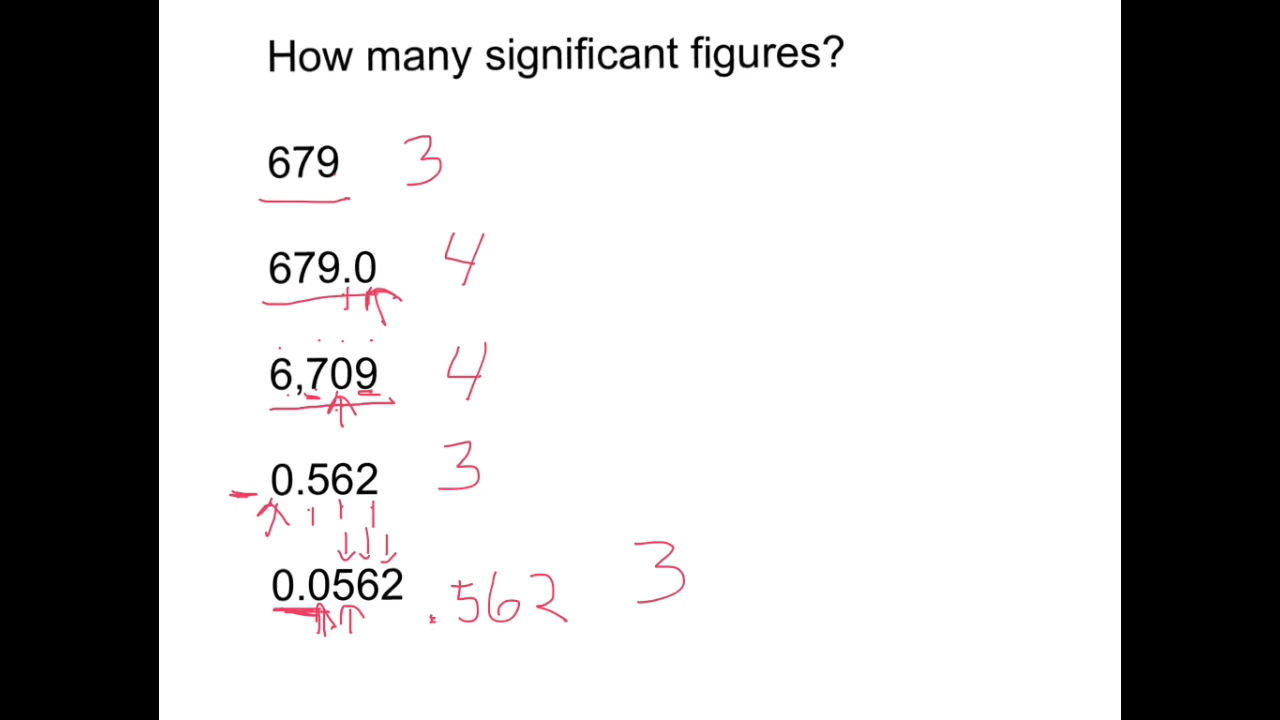 How many significant figures?
679 3
679.0 4
6,709 4
0.562 3
0.0562 .562 3